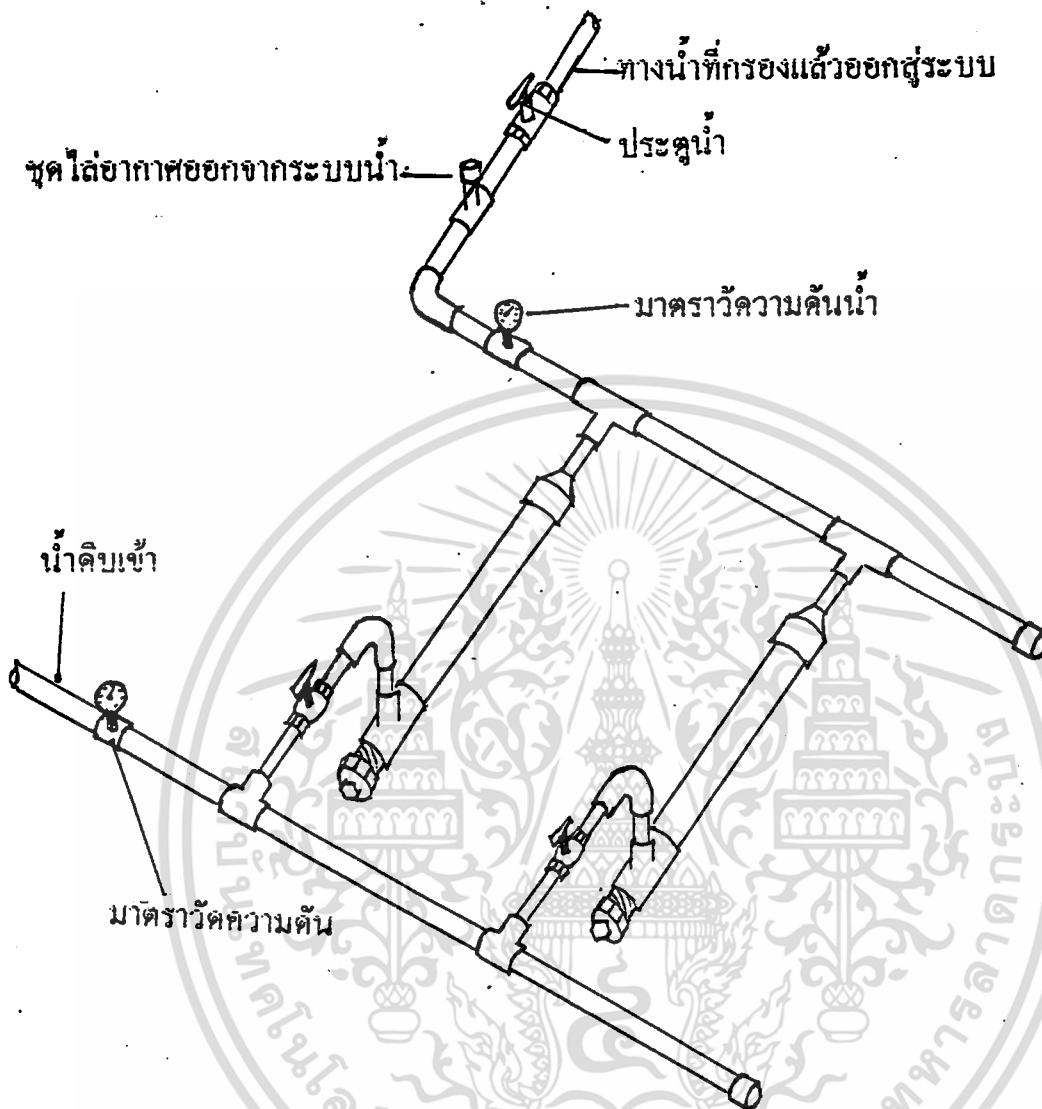 ทางน้ำที่กรองแล้วออกสู่ระบบ
ประตูน้ำ
ชุดไล่อากาศออกจากระบบน้ำ
มาตราวัดความดันน้ำ
น้ำดิบเข้า
มาตราวัดความดัน